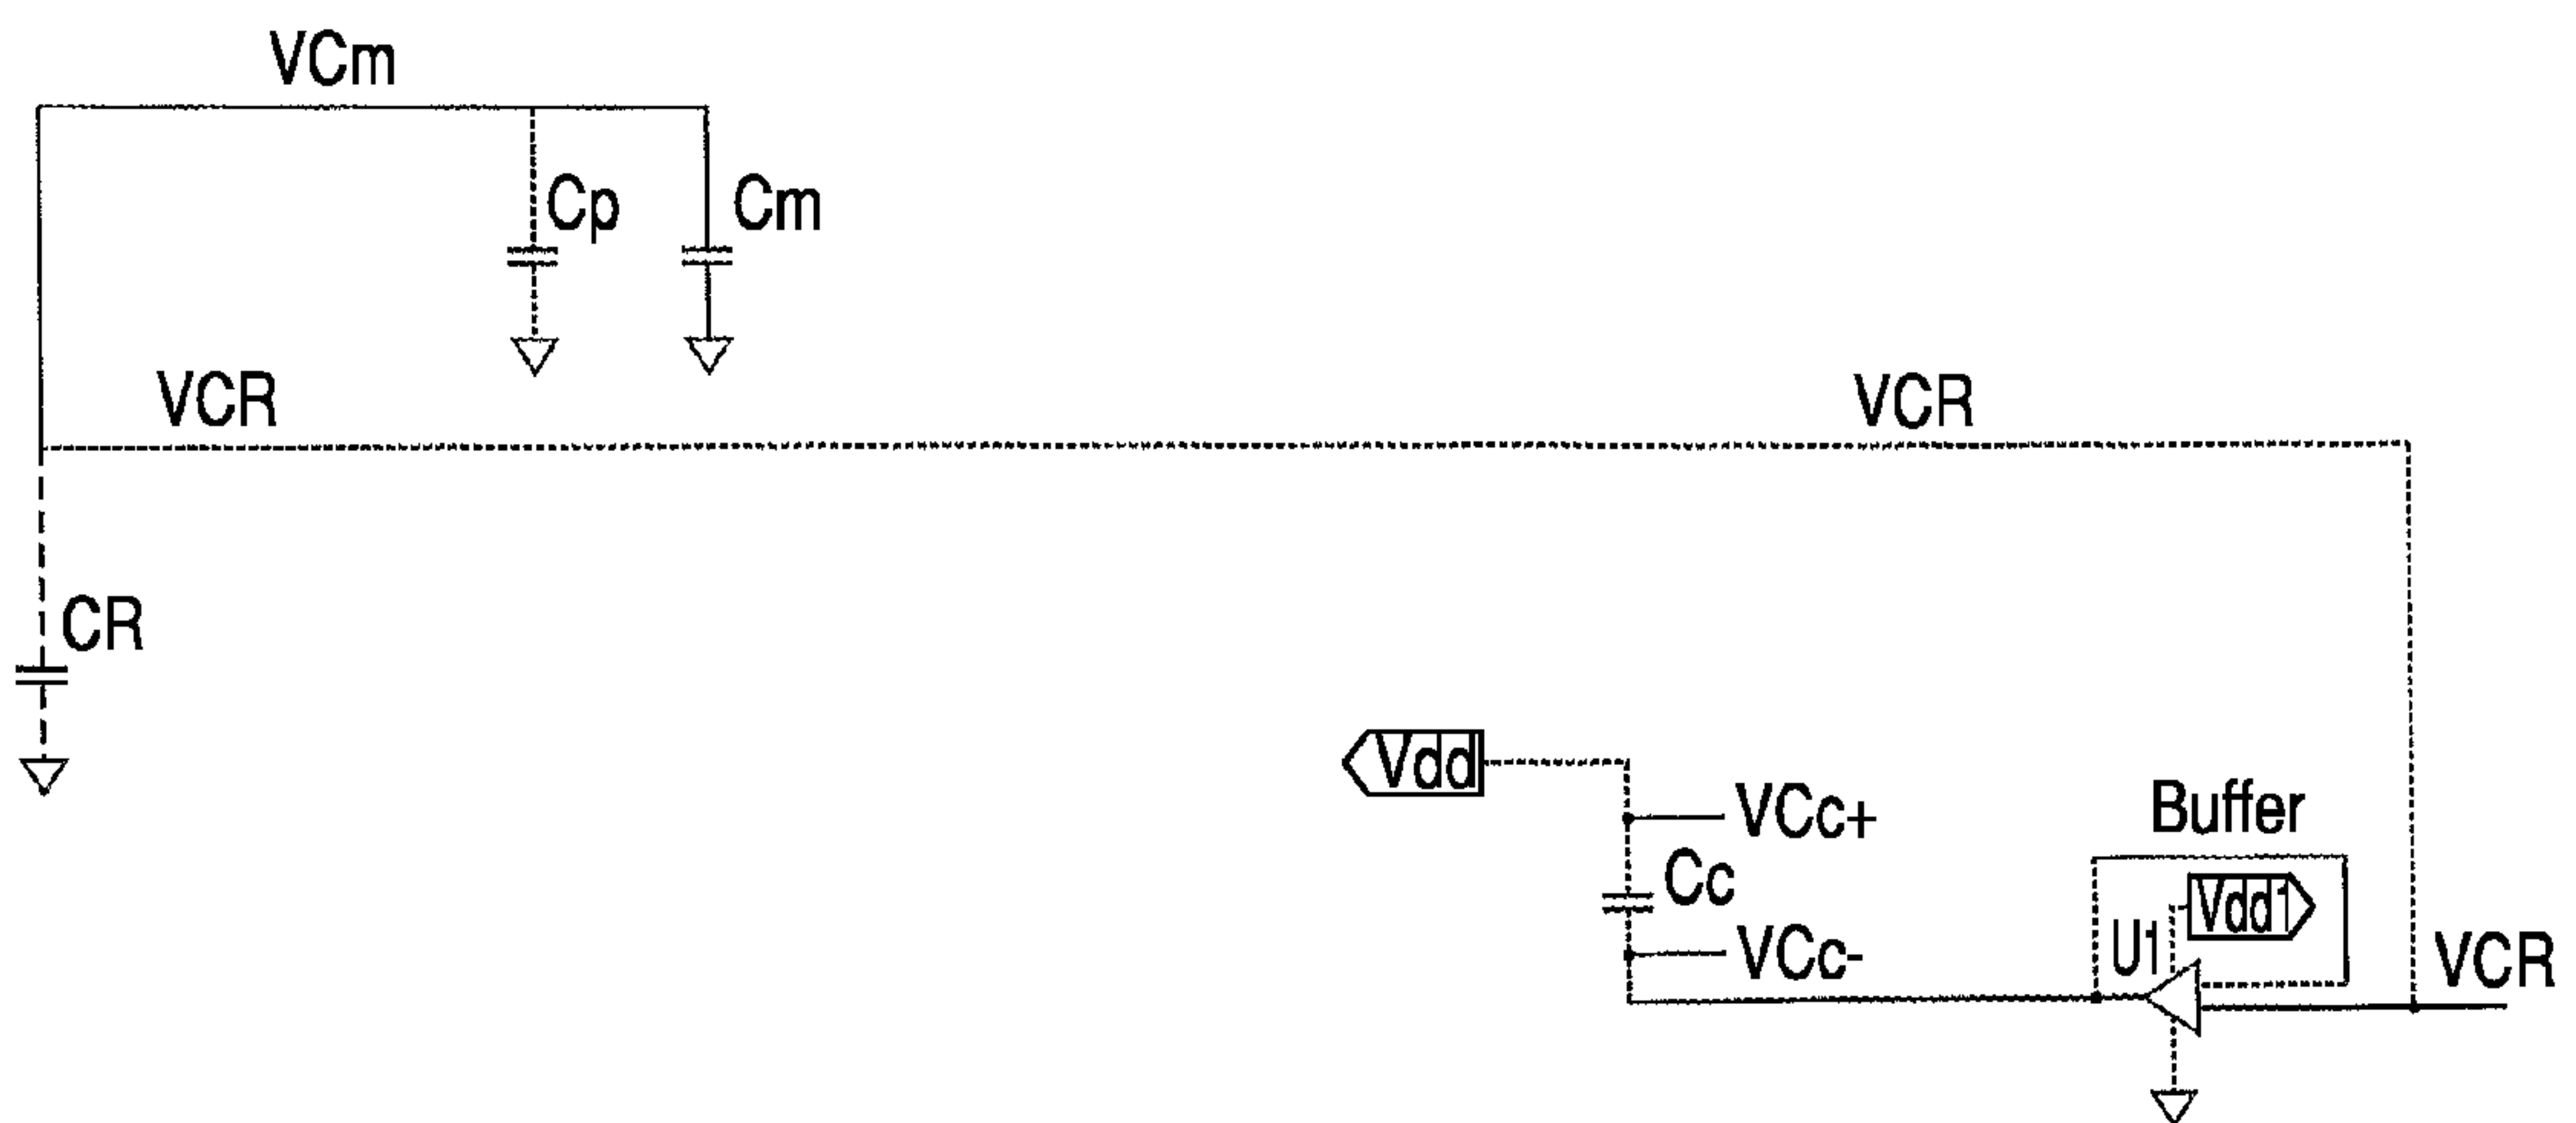 VCm
Cp
Cm
VCR
VCR
CR
Vdd
VCc+
Buffer
Cc
Vdd1
U1
VCc-
VCR